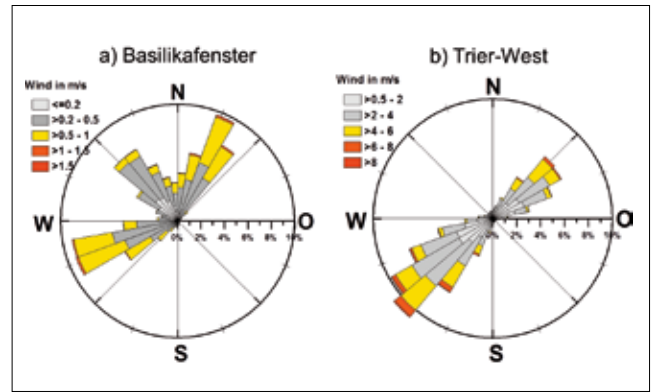 a) Basilikafenster
Wind in m/s
<=0.2
>0.2 - 0.5
>0.5 - 1
>1 - 1.5
>1.5
N
W
O
S
0% 2% 4% 6% 8% 10%
b) Trier-West
Wind in m/s
>0.5 - 2
>2 - 4
>4 - 6
>6 - 8
>8
N
W
O
S
0% 2% 4% 6% 8% 10%